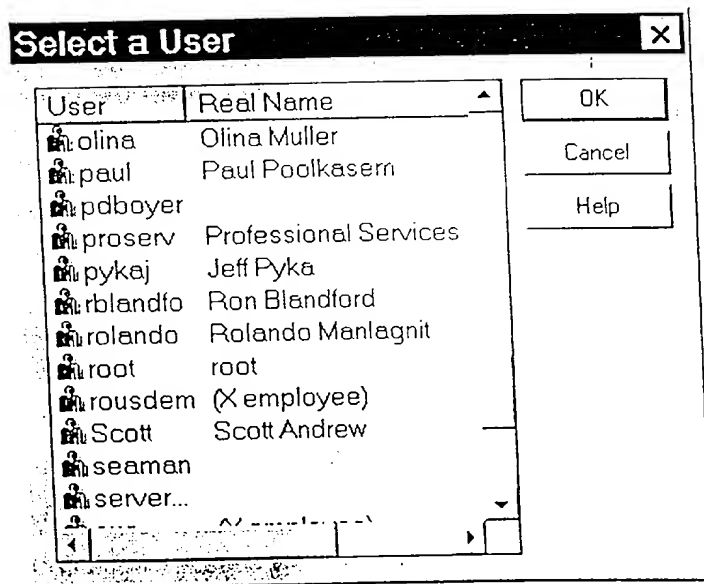 Select a User
User Real Name
olina Olina Muller
paul Paul Poolkasem
pdboyer
proserv Professional Services
pykaj Jeff Pyka
rblandfo Ron Blandford
rolando Rolando Manlagnit
root root
rousdem (X employee)
Scott Scott Andrew
seaman
server...
OK
Cancel
Help